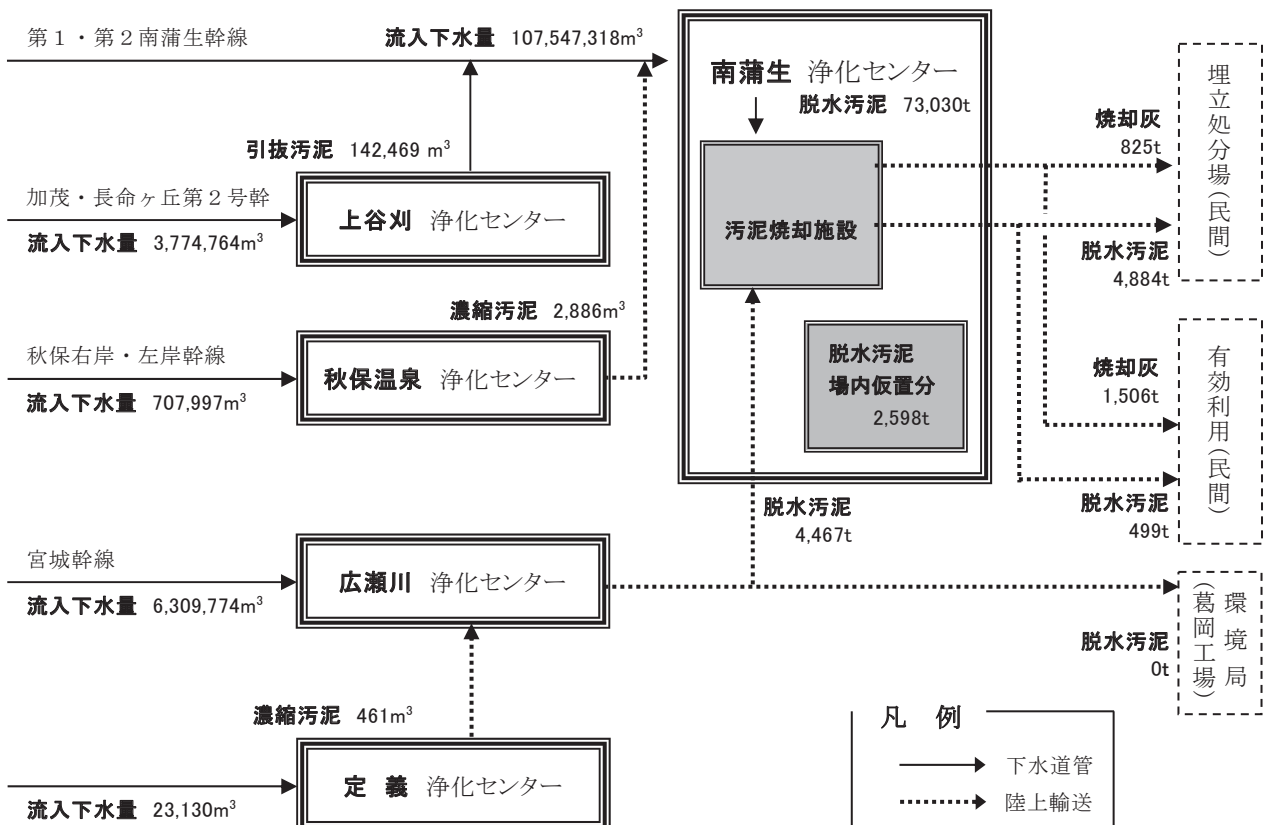 第1・第2南蒲生幹線
流入下水量 107,547,318m³
南蒲生 浄化センター
脱水汚泥 73,030t
汚泥焼却施設
脱水汚泥
場内仮置分
2,598t
引抜汚泥 142,469 m³
加茂・長命ヶ丘第2号幹
流入下水量 3,774,764m³
上谷刈 浄化センター
濃縮汚泥 2,886m³
秋保右岸・左岸幹線
流入下水量 707,997m³
秋保温泉 浄化センター
焼却灰
825t
脱水汚泥
4,884t
埋立処分場(民間)
焼却灰
1,506t
脱水汚泥
499t
有効利用(民間)
脱水汚泥
4,467t
宮城幹線
流入下水量 6,309,774m³
広瀬川 浄化センター
脱水汚泥
0t
環境局
(葛岡工場)
濃縮汚泥 461m³
定 義 浄化センター
流入下水量 23,130m³
凡 例
下水道管
陸上輸送